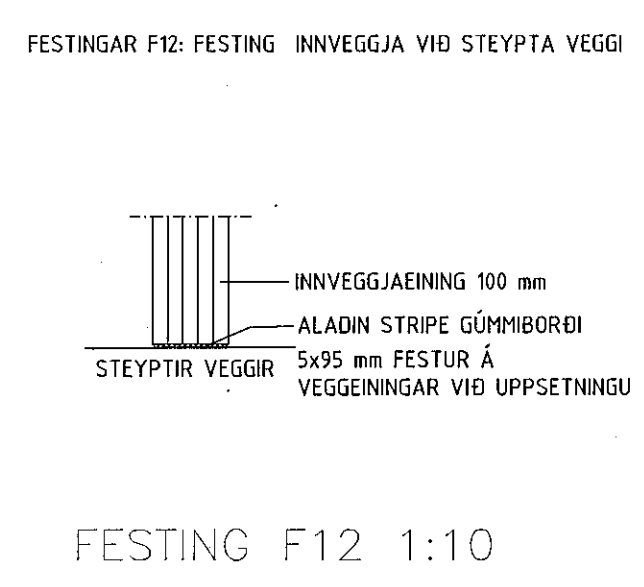 FESTINGAR F12: FESTING INNVEGGJA VIÐ STEYPTA VEGGI
INNVEGGJAEINING 100 mm
ALADIN STRIPE GÚMMIBORÐI
5x95 mm FESTUR Á
VEGGEININGAR VIÐ UPPSETNINGU
STEYPTIR VEGGIR
FESTING F12 1:10